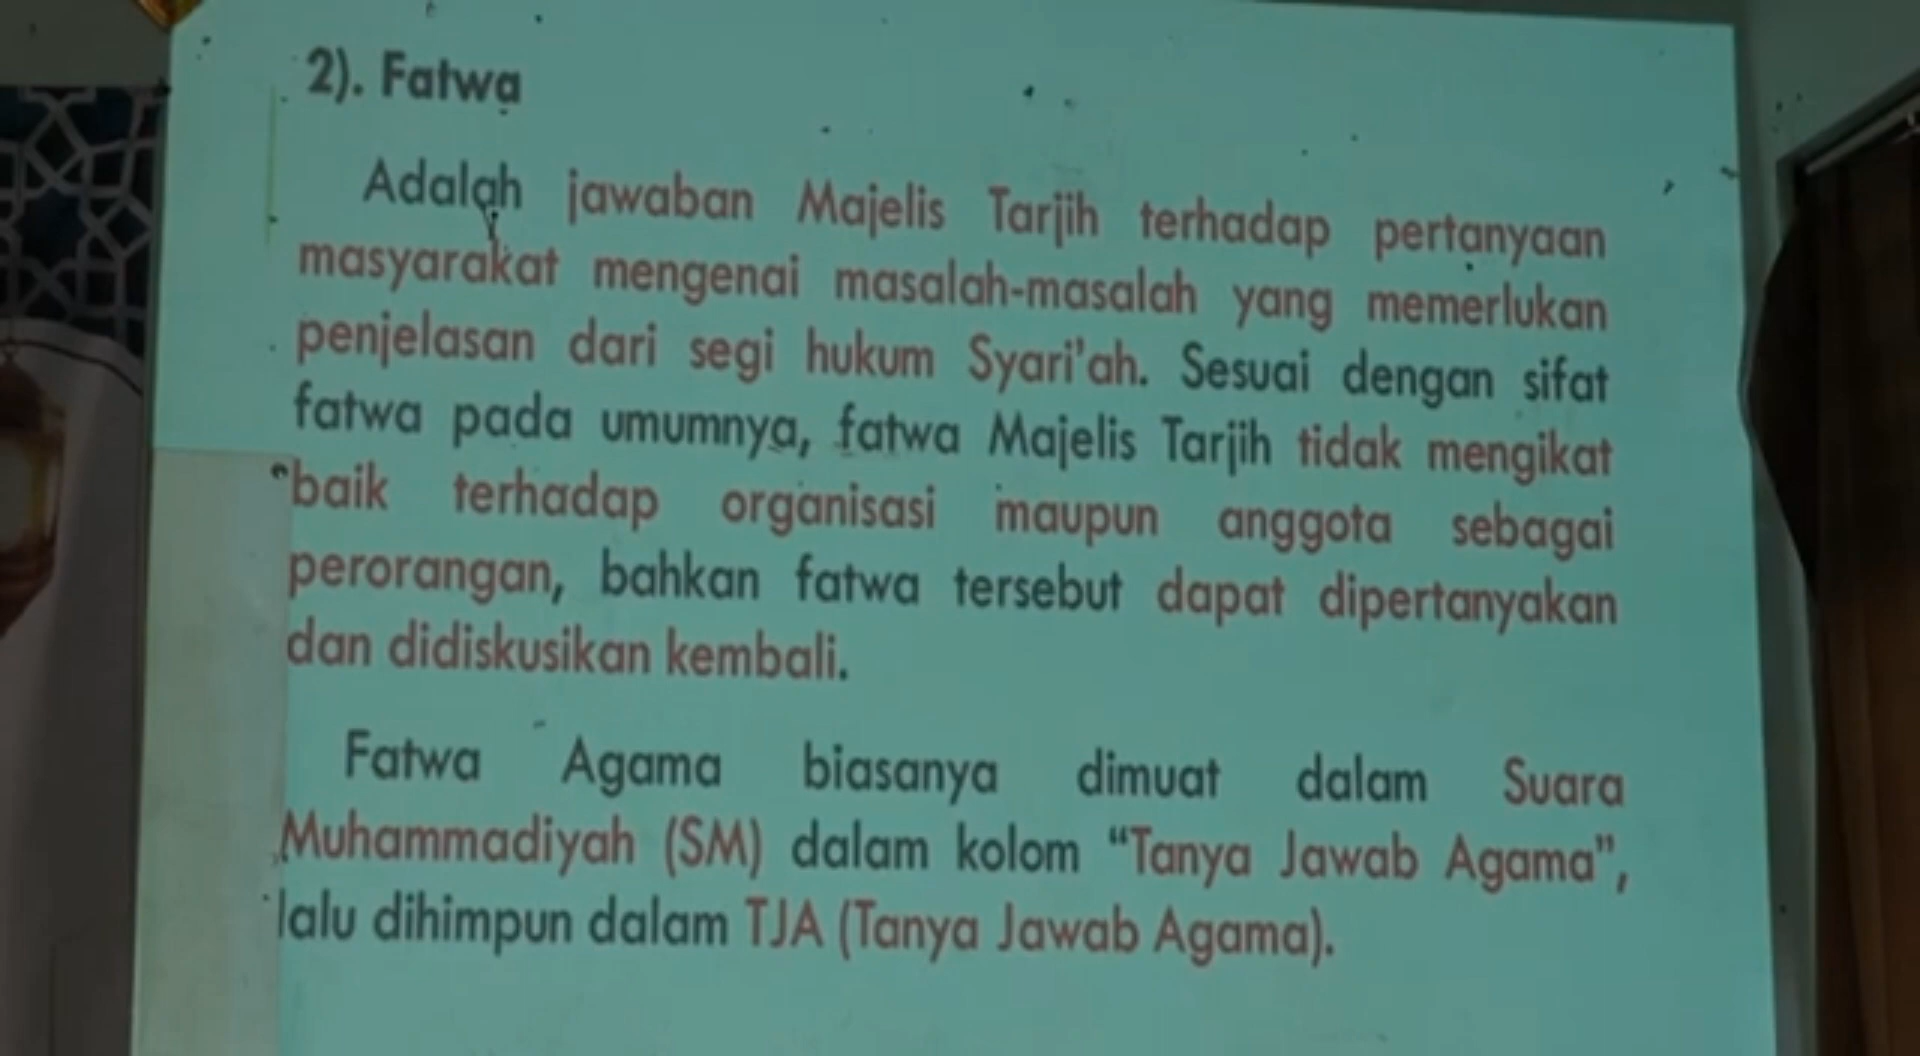 2). Fatwa
Adalah jawaban Majelis Tarjih terhadap pertanyaan
masyarakat mengenai masalah-masalah yang memerlukan
penjelasan dari segi hukum Syari'ah. Sesuai dengan sifat
fatwa pada umumnya, fatwa Majelis Tarjih tidak mengikat
baik terhadap organisasi maupun anggota sebagai
perorangan, bahkan fatwa tersebut dapat dipertanyakan
dan didiskusikan kembali.
Fatwa Agama biasanya dimuat dalam Suara
Muhammadiyah (SM) dalam kolom “Tanya Jawab Agama”,
lalu dihimpun dalam TJA (Tanya Jawab Agama).